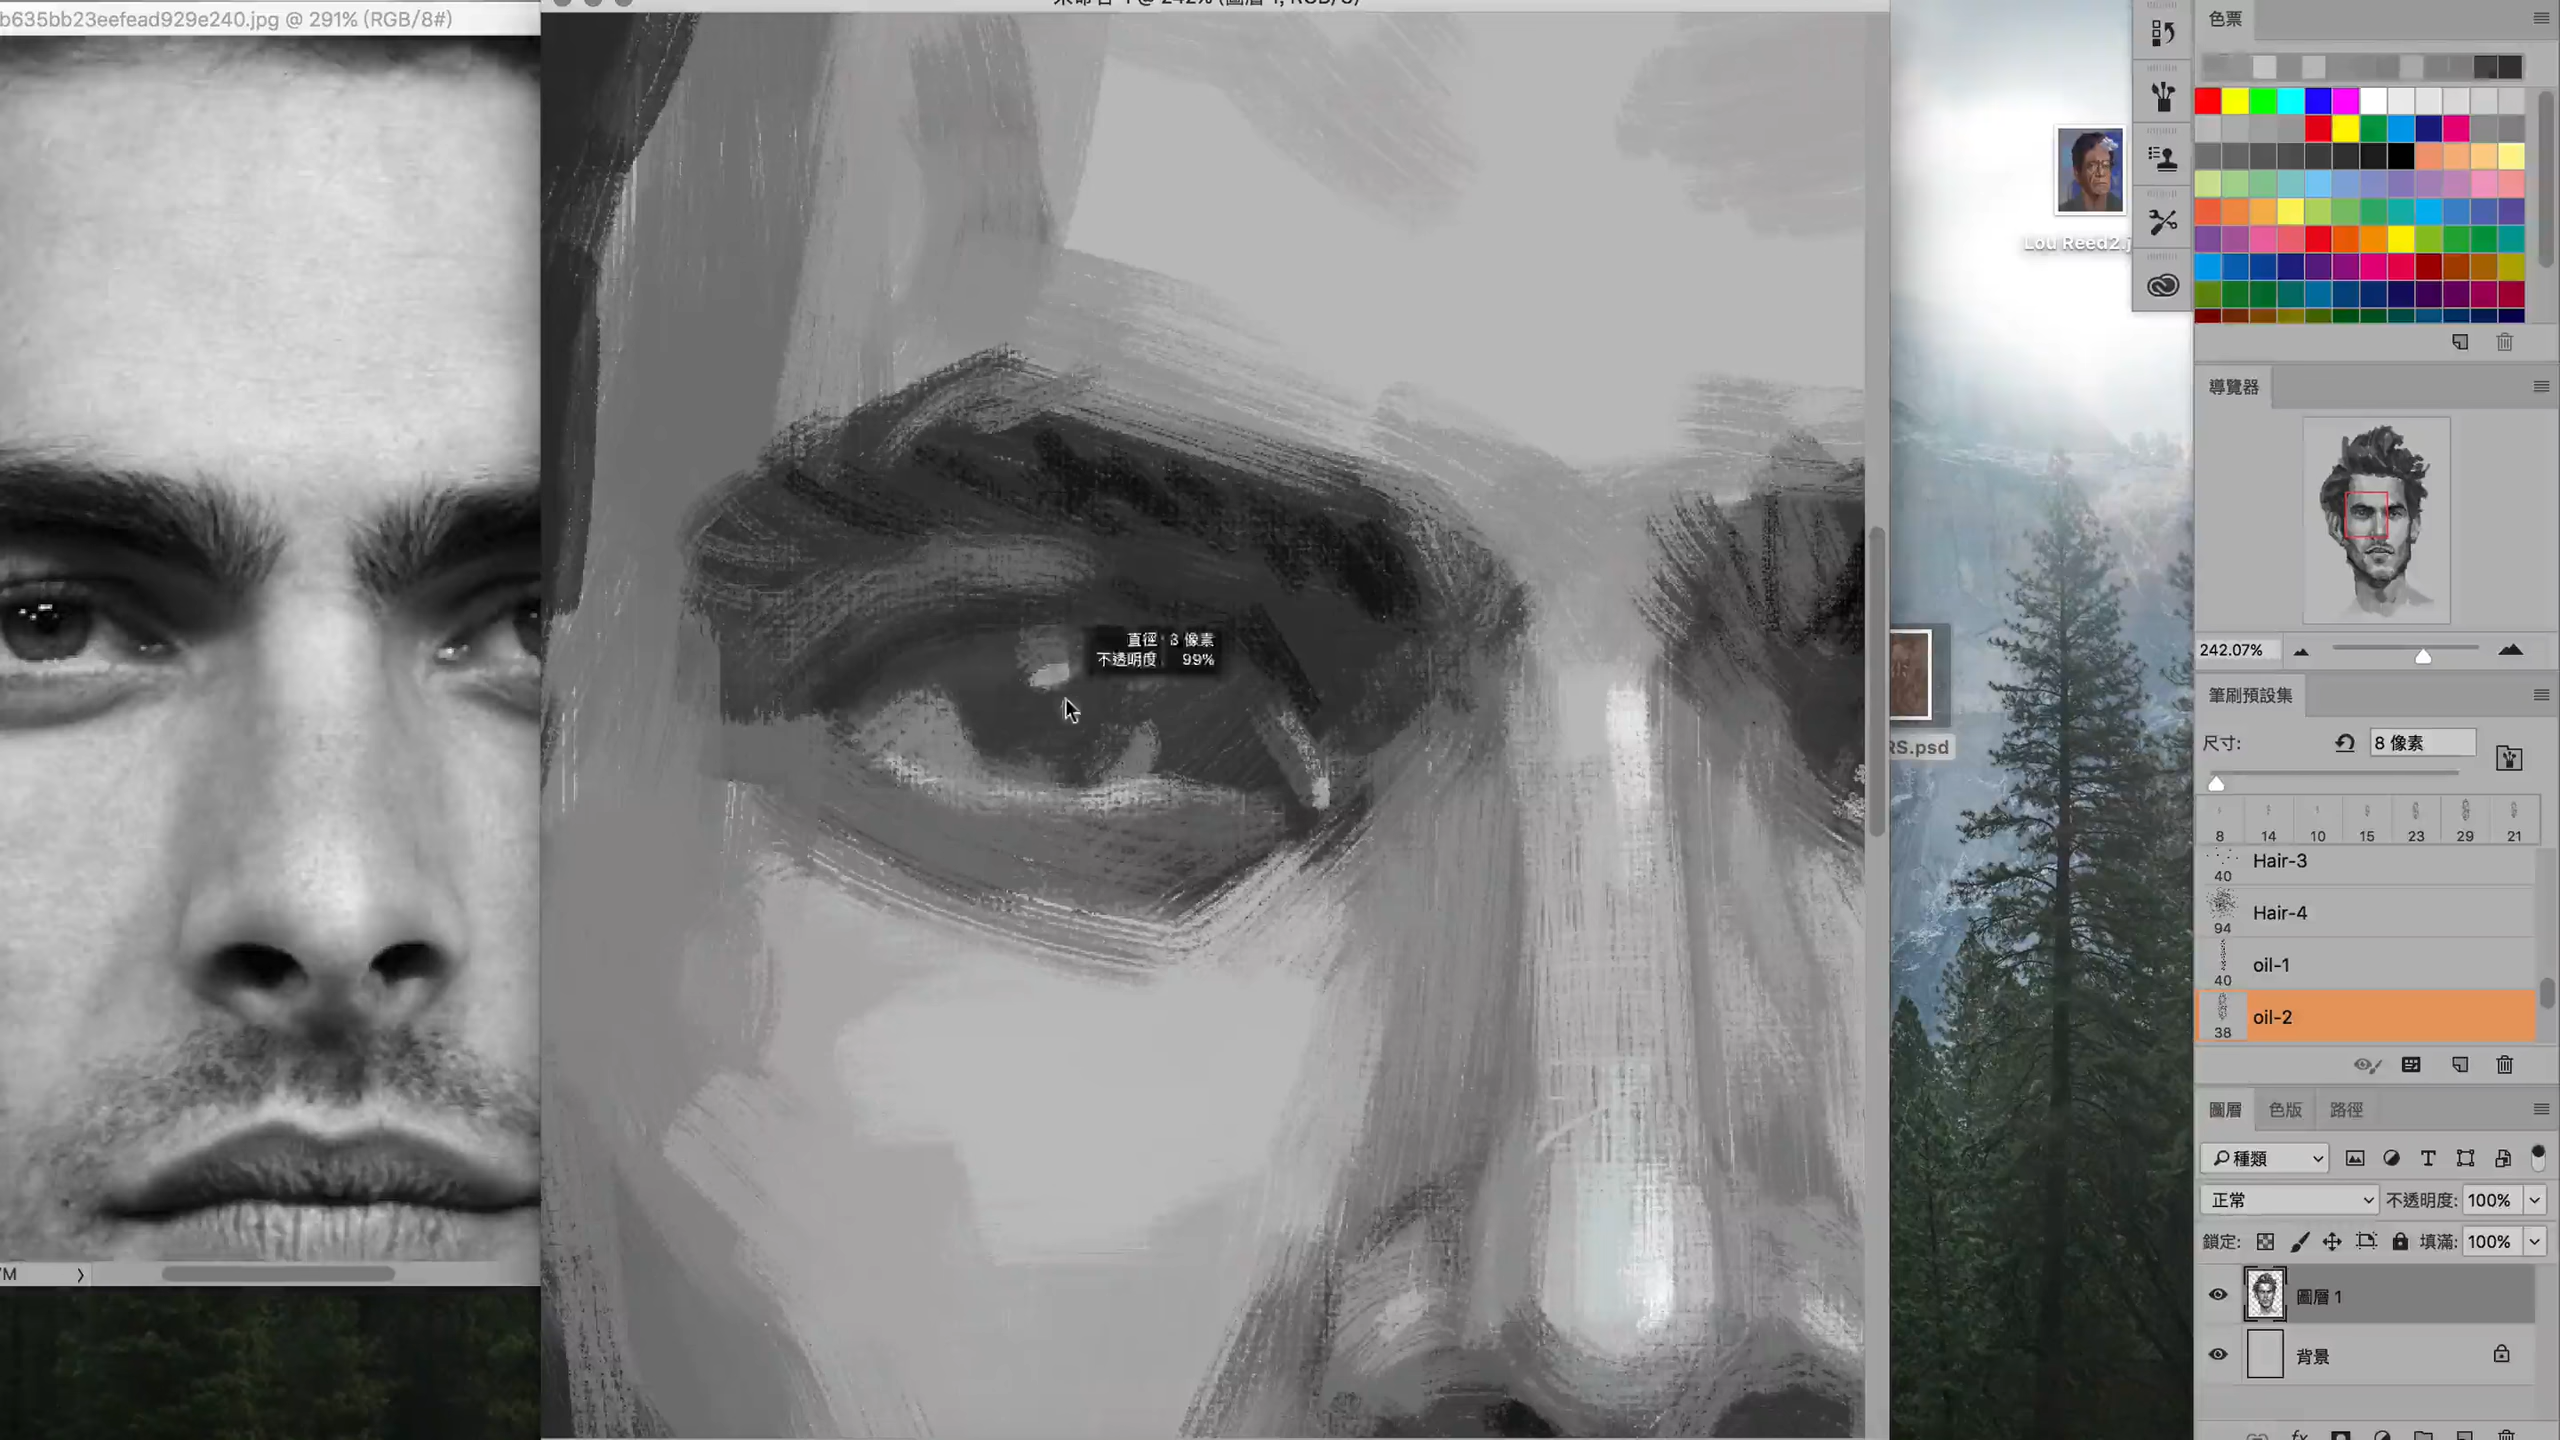 b635bb23eefead929e240.jpg @ 291% (RGB/8#)
色票
Lou Reed2.j
導覽器
242.07%
筆刷預設集
RS.psd
尺寸:
8 像素
直徑: 8 像素
不透明度 99%
8 14 10 15 23 29 21
Hair-3
40
Hair-4
94
oil-1
40
oil-2
38
圖層 色版 路徑
種類
正常
不透明度: 100%
鎖定:
填滿: 100%
圖層 1
背景
fx